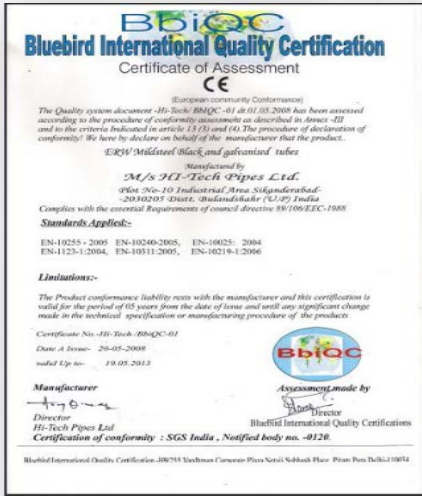 BbiQC
Bluebird International Quality Certification
Certificate of Assessment
CE
(European community Conformance)
The Quality system document -Hi-Tech/ BbIQC -01 dt.01.05.2008 has been assessed
according to the procedure of conformity assessment as described in Annex -III
and to the criteria Indicated in article 13 (3) and (4).The procedure of declaration of
conformity! We here by declare on behalf of the manufacturer that the product..
ERW Mildsteel Black and galvanised tubes
Manufactured by
M/s HI-Tech Pipes Ltd.
Plot No-10 Industrial Area Sikanderabad-
-2030205 Distt. Bulandshahr (U.P) India
Complies with the essential Requirements of council directive 89/106/EEC-1988
Standards Applied:-
EN-10255 - 2005 EN-10240-2005, EN-10025: 2004
EN-1123-1:2004, EN-10311:2005, EN-10219-1:2006
Limitations:-
The Product conformance liability rests with the manufacturer and this certification is
valid for the period of 05 years from the date of issue and until any significant change
made in the technical specification or manufacturing procedure of the products
Certificate No.-Hi-Tech /BbiQC-01
Date A Issue- 20-05-2008
valid Up to- 19.05.2013
BbiQC
Manufacturer
Assessment made by
Director
Director
Hi-Tech Pipes Ltd
Bluebird International Quality Certifications
Certification of conformity : SGS India , Notified body no. -0120.
Bluebird International Quality Certification -HW255 Vardhman Corporate Plaza Netaji Subhash Place Pitam Pura Delhi-110034